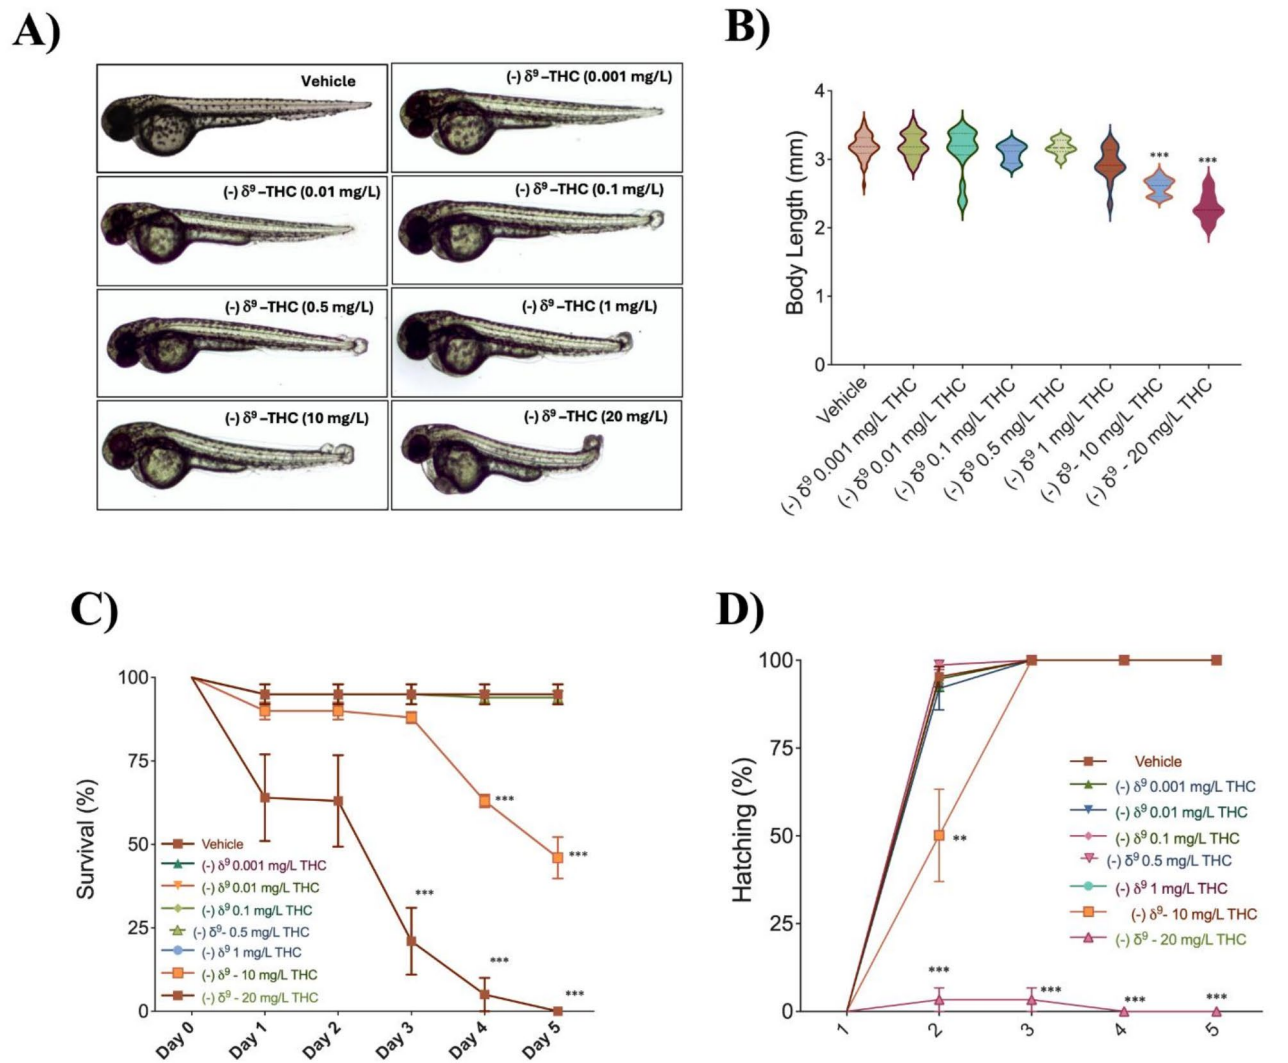 A)
Vehicle
(-) δ⁹ –THC (0.001 mg/L)
(-) δ⁹ –THC (0.01 mg/L)
(-) δ⁹ –THC (0.1 mg/L)
(-) δ⁹ –THC (0.5 mg/L)
(-) δ⁹ –THC (1 mg/L)
(-) δ⁹ –THC (10 mg/L)
(-) δ⁹ –THC (20 mg/L)
B)
Body Length (mm)
4
3
2
1
0
***
***
Vehicle
(-) δ⁹ 0.001 mg/L THC
(-) δ⁹ 0.01 mg/L THC
(-) δ⁹ 0.1 mg/L THC
(-) δ⁹ 0.5 mg/L THC
(-) δ⁹ 1 mg/L THC
(-) δ⁹- 10 mg/L THC
(-) δ⁹ - 20 mg/L THC
C)
Survival (%)
100
75
50
25
0
***
***
***
***
***
Vehicle
(-) δ⁹ 0.001 mg/L THC
(-) δ⁹ 0.01 mg/L THC
(-) δ⁹ 0.1 mg/L THC
(-) δ⁹- 0.5 mg/L THC
(-) δ⁹ 1 mg/L THC
(-) δ⁹ - 10 mg/L THC
(-) δ⁹ - 20 mg/L THC
Day 0
Day 1
Day 2
Day 3
Day 4
Day 5
D)
Hatching (%)
100
75
50
25
0
**
***
***
***
***
Vehicle
(-) δ⁹ 0.001 mg/L THC
(-) δ⁹ 0.01 mg/L THC
(-) δ⁹ 0.1 mg/L THC
(-) δ⁹ 0.5 mg/L THC
(-) δ⁹ 1 mg/L THC
(-) δ⁹- 10 mg/L THC
(-) δ⁹ - 20 mg/L THC
1
2
3
4
5